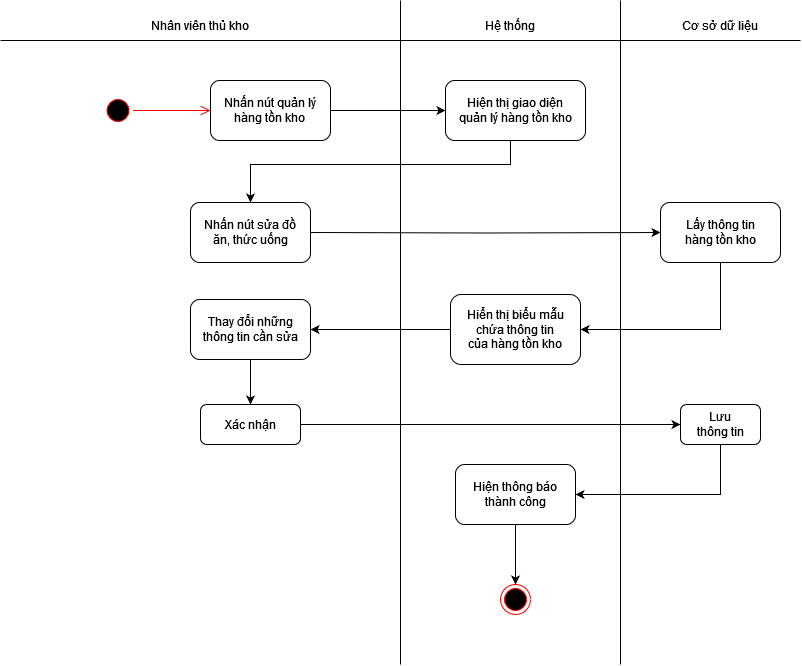 Nhân viên thủ kho
Hệ thống
Cơ sở dữ liệu
Nhấn nút quản lý
hàng tồn kho
Hiện thị giao diện
quản lý hàng tồn kho
Nhấn nút sửa đồ
ăn, thức uống
Lấy thông tin
hàng tồn kho
Thay đổi những
thông tin cần sửa
Hiển thị biểu mẫu
chứa thông tin
của hàng tồn kho
Xác nhận
Lưu
thông tin
Hiện thông báo
thành công